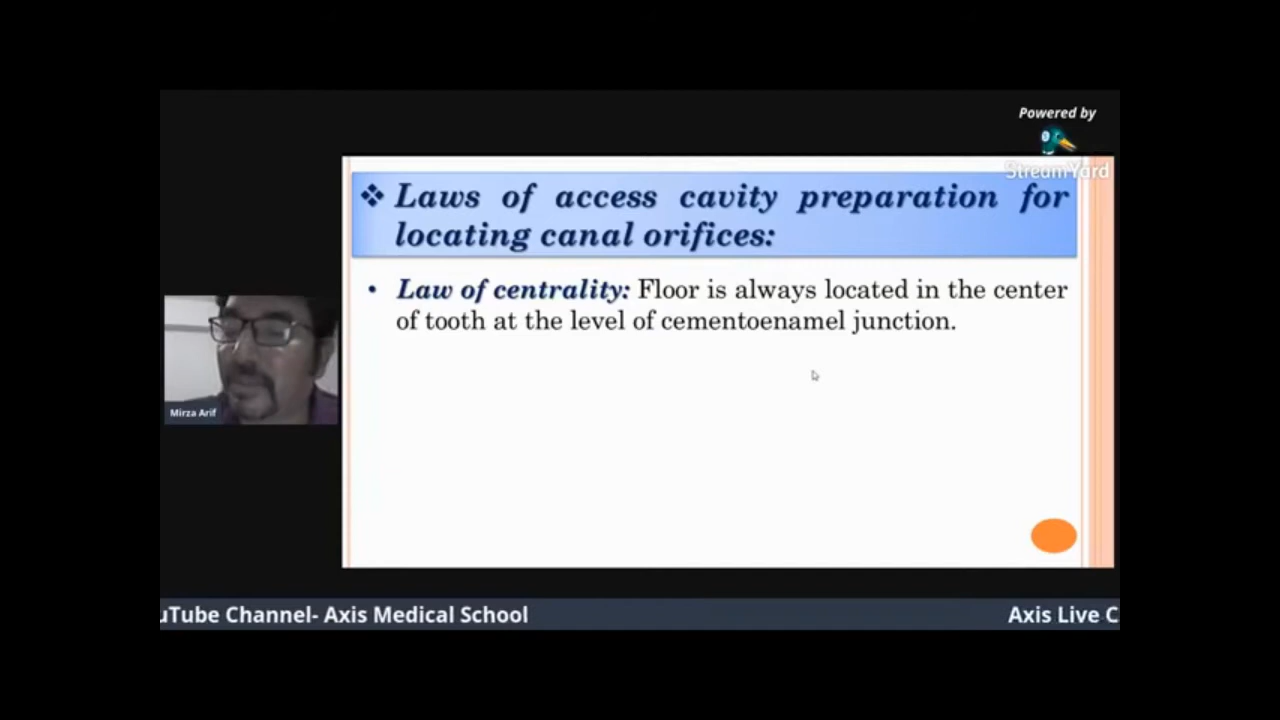 Powered by
StreamYard
❖ Laws of access cavity preparation for
locating canal orifices:
• Law of centrality: Floor is always located in the center
of tooth at the level of cementoenamel junction.
Mirza Arif
uTube Channel- Axis Medical School
Axis Live C